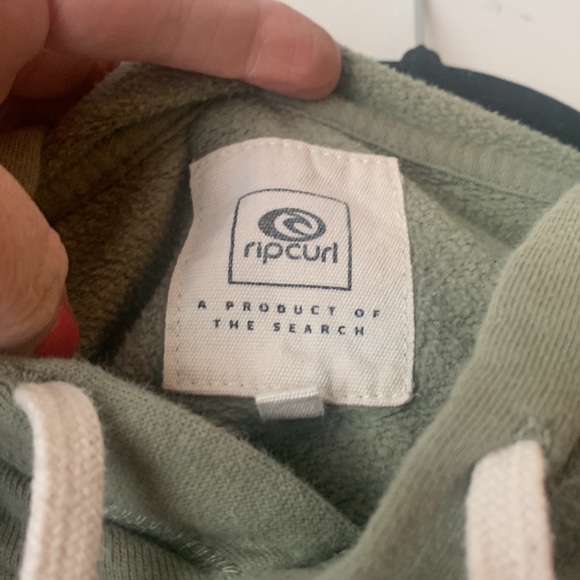 ripcurl
A PRODUCT OF
THE SEARCH